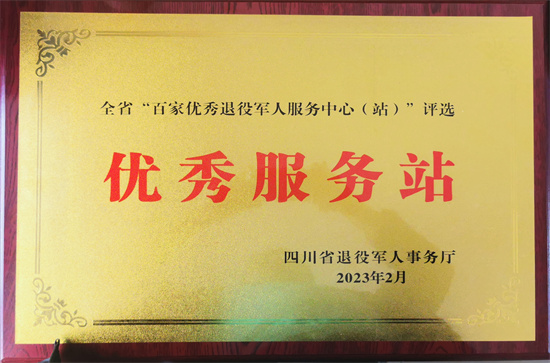 全省“百家优秀退役军人服务中心（站）”评选
优秀服务站
四川省退役军人事务厅
2023年2月